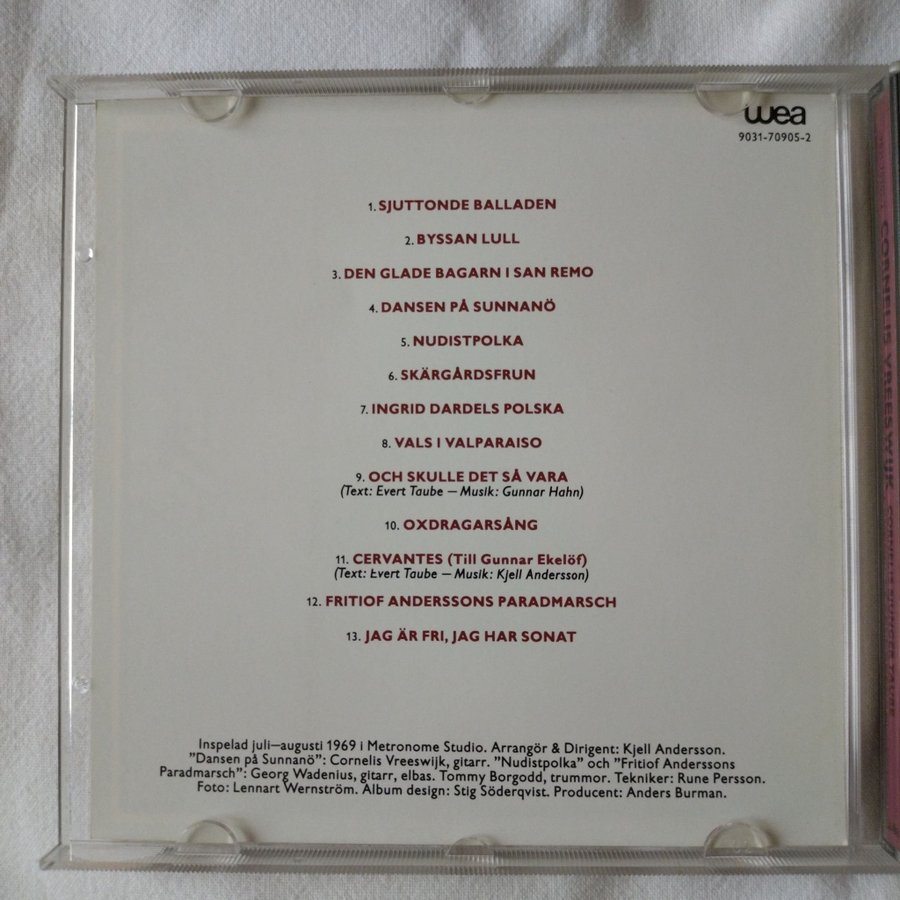 wea
9031-70905-2
1. SJUTTONDE BALLADEN
2. BYSSAN LULL
3. DEN GLADE BAGARN I SAN REMO
4. DANSEN PÅ SUNNANÖ
5. NUDISTPOLKA
6. SKÄRGÅRDSFRUN
7. INGRID DARDELS POLSKA
8. VALS I VALPARAISO
9. OCH SKULLE DET SÅ VARA
(Text: Evert Taube — Musik: Gunnar Hahn)
10. OXDRAGARSÅNG
11. CERVANTES (Till Gunnar Ekelöf)
(Text: Evert Taube — Musik: Kjell Andersson)
12. FRITIOF ANDERSSONS PARADMARSCH
13. JAG ÄR FRI, JAG HAR SONAT
Inspelad juli—augusti 1969 i Metronome Studio. Arrangör & Dirigent: Kjell Andersson.
"Dansen på Sunnanö": Cornelis Vreeswijk, gitarr. "Nudistpolka" och "Fritiof Anderssons
Paradmarsch": Georg Wadenius, gitarr, elbas. Tommy Borgodd, trummor. Tekniker: Rune Persson.
Foto: Lennart Wernström. Album design: Stig Söderqvist. Producent: Anders Burman.
CORNELIS VREESWIJK